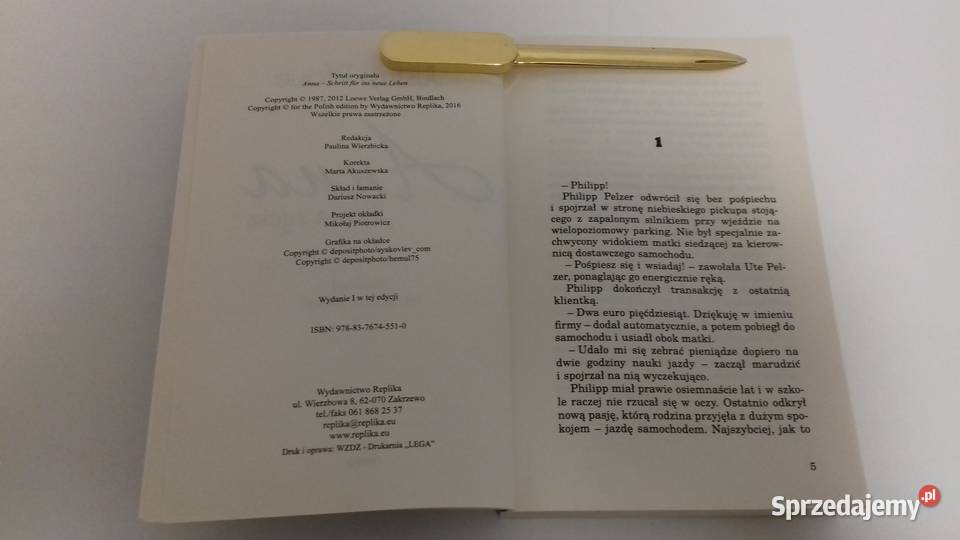 Tytuł oryginału
Anna – Schritt für ins neue Leben
Copyright © 1987, 2012 Loewe Verlag GmbH, Bindlach
Copyright © for the Polish edition by Wydawnictwo Replika, 2016
Wszelkie prawa zastrzeżone
Redakcja
Paulina Wierzbicka
Korekta
Marta Akuszewska
Skład i łamanie
Dariusz Nowacki
Projekt okładki
Mikołaj Piotrowicz
Grafika na okładce
Copyright © depositphoto/ayakovlev_com
Copyright © depositphoto/hemul75
Wydanie I w tej edycji
ISBN: 978-83-7674-551-0
Wydawnictwo Replika
ul. Wierzbowa 8, 62-070 Zakrzewo
tel./faks 061 868 25 37
replika@replika.eu
www.replika.eu
Druk i oprawa: WZDZ - Drukarnia „LEGA”
1
– Philipp!
Philipp Pelzer odwrócił się bez pośpiechu
i spojrzał w stronę niebieskiego pickupa stoją-
cego z zapalonym silnikiem przy wjeździe na
wielopoziomowy parking. Nie był specjalnie za-
chwycony widokiem matki siedzącej za kierow-
nicą dostawczego samochodu.
– Pośpiesz się i wsiadaj! – zawołała Ute Pel-
zer, ponaglając go energicznie ręką.
Philipp dokończył transakcję z ostatnią
klientką.
– Dwa euro pięćdziesiąt. Dziękuję w imieniu
firmy – dodał automatycznie, a potem pobiegł do
samochodu i usiadł obok matki.
– Udało mi się zebrać pieniądze dopiero na
dwie godziny nauki jazdy – zaczął marudzić
i spojrzał na nią wyczekująco.
Philipp miał prawie osiemnaście lat i w szko-
le raczej nie rzucał się w oczy. Ostatnio odkrył
nową pasję, którą rodzina przyjęła z dużym spo-
kojem – jazdę samochodem. Najszybciej, jak to
5
Sprzedajemy.pl